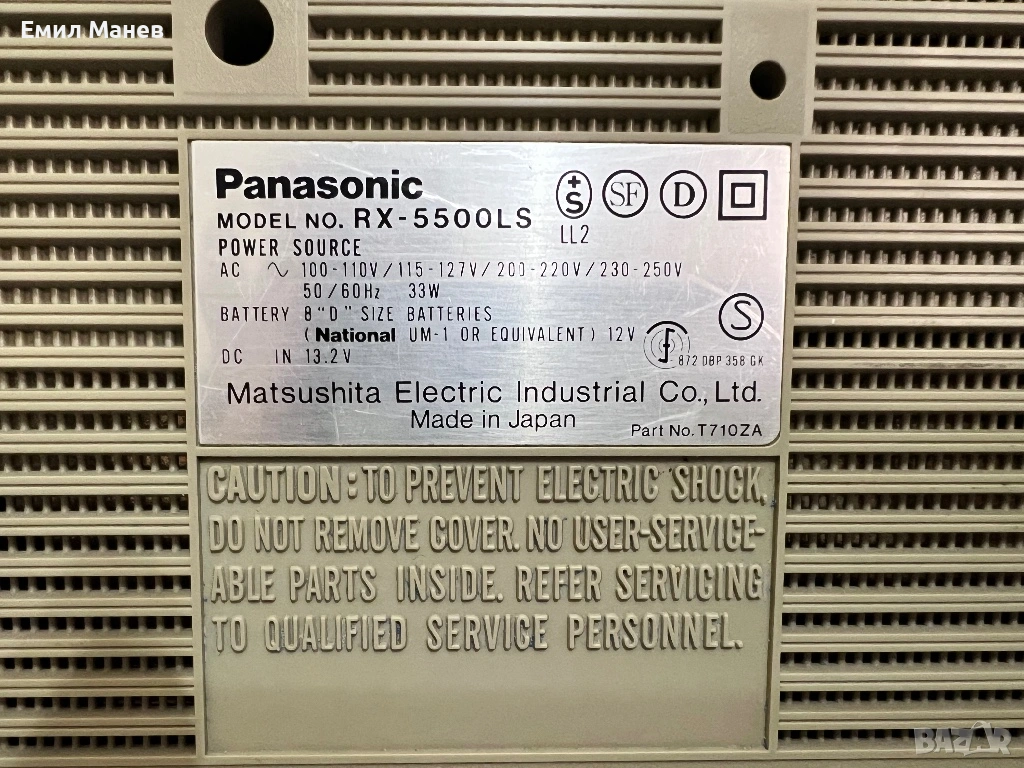 Емил Манев
Panasonic
MODEL NO. RX-5500LS
+S SF D
LL2
POWER SOURCE
AC ∿ 100-110V/115-127V/200-220V/230-250V
50/60Hz 33W
BATTERY 8"D" SIZE BATTERIES
(National UM-1 OR EQUIVALENT) 12V
S
DC IN 13.2V
872 DBP 358 GK
Matsushita Electric Industrial Co., Ltd.
Made in Japan
Part No. T710ZA
CAUTION: TO PREVENT ELECTRIC SHOCK,
DO NOT REMOVE COVER. NO USER-SERVICE-
ABLE PARTS INSIDE. REFER SERVICING
TO QUALIFIED SERVICE PERSONNEL.
BAZAR